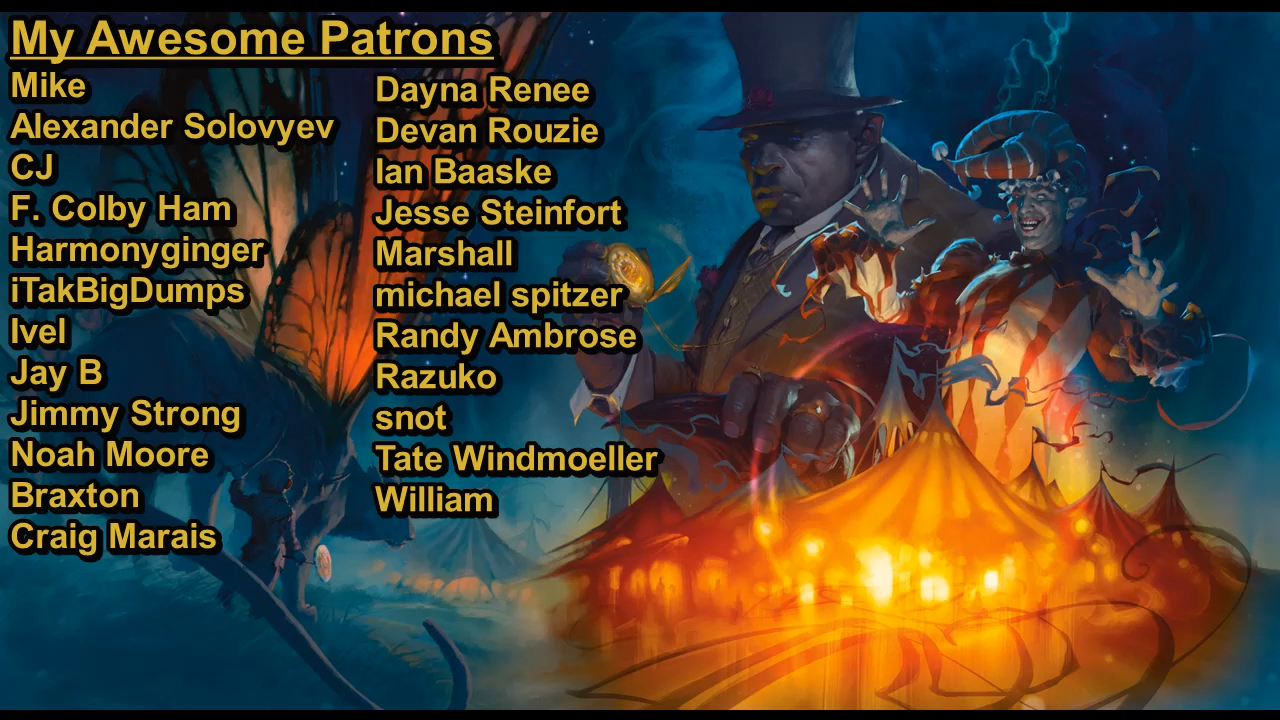 My Awesome Patrons
Mike
Alexander Solovyev
CJ
F. Colby Ham
Harmonyginger
iTakBigDumps
Ivel
Jay B
Jimmy Strong
Noah Moore
Braxton
Craig Marais
Dayna Renee
Devan Rouzie
Ian Baaske
Jesse Steinfort
Marshall
michael spitzer
Randy Ambrose
Razuko
snot
Tate Windmoeller
William